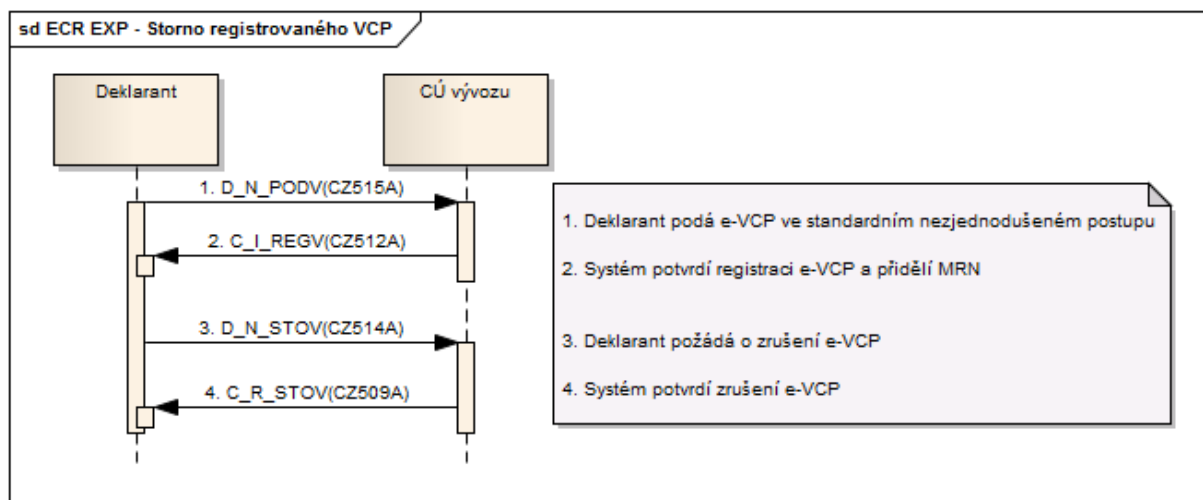 sd ECR EXP - Storno registrovaného VCP
Deklarant
CÚ vývozu
1. D_N_PODV(CZ515A)
2. C_I_REGV(CZ512A)
3. D_N_STOV(CZ514A)
4. C_R_STOV(CZ509A)
1. Deklarant podá e-VCP ve standardním nezjednodušeném postupu
2. Systém potvrdí registraci e-VCP a přidělí MRN
3. Deklarant požádá o zrušení e-VCP
4. Systém potvrdí zrušení e-VCP